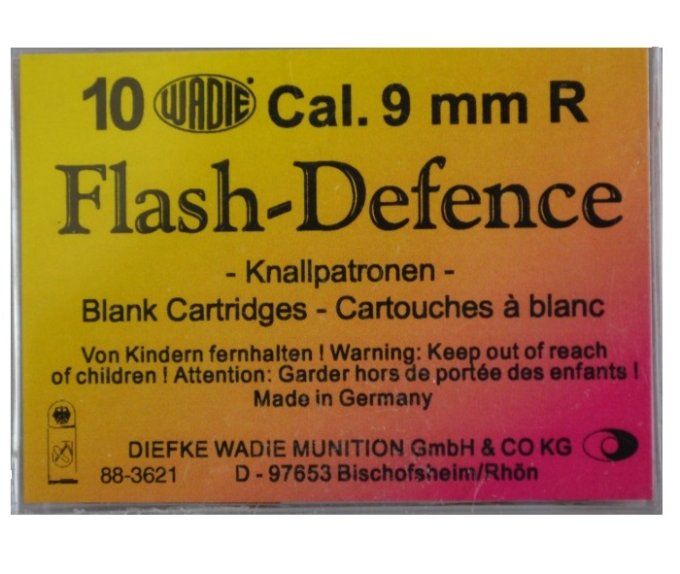 10 WADIE Cal. 9 mm R
Flash-Defence
- Knallpatronen -
Blank Cartridges - Cartouches à blanc
Von Kindern fernhalten ! Warning: Keep out of reach
of children ! Attention: Garder hors de portée des enfants !
Made in Germany
DIEFKE WADIE MUNITION GmbH & CO KG
88-3621 D - 97653 Bischofsheim/Rhön